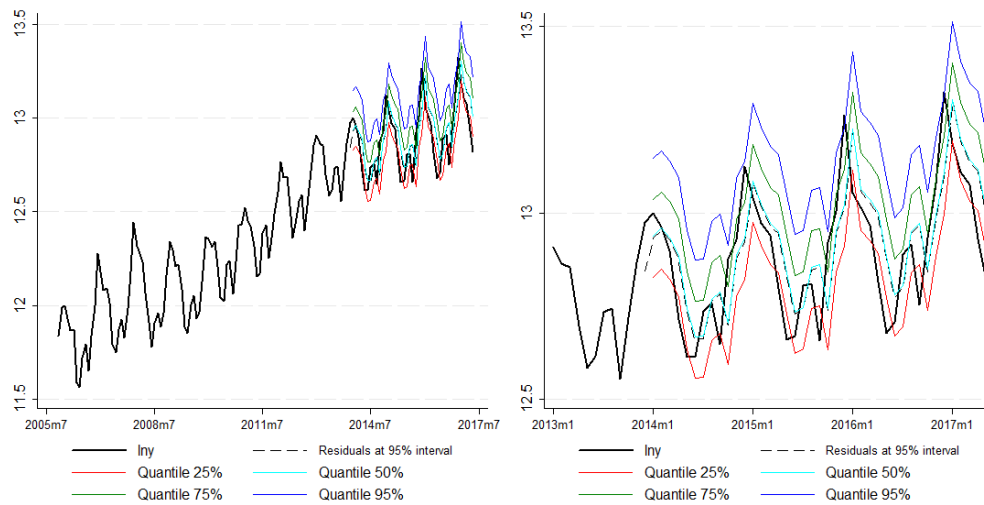 13.5
13
12.5
12
11.5
2005m7 2008m7 2011m7 2014m7 2017m7
lny Residuals at 95% interval
Quantile 25% Quantile 50%
Quantile 75% Quantile 95%
13.5
13
12.5
2013m1 2014m1 2015m1 2016m1 2017m1
lny Residuals at 95% interval
Quantile 25% Quantile 50%
Quantile 75% Quantile 95%